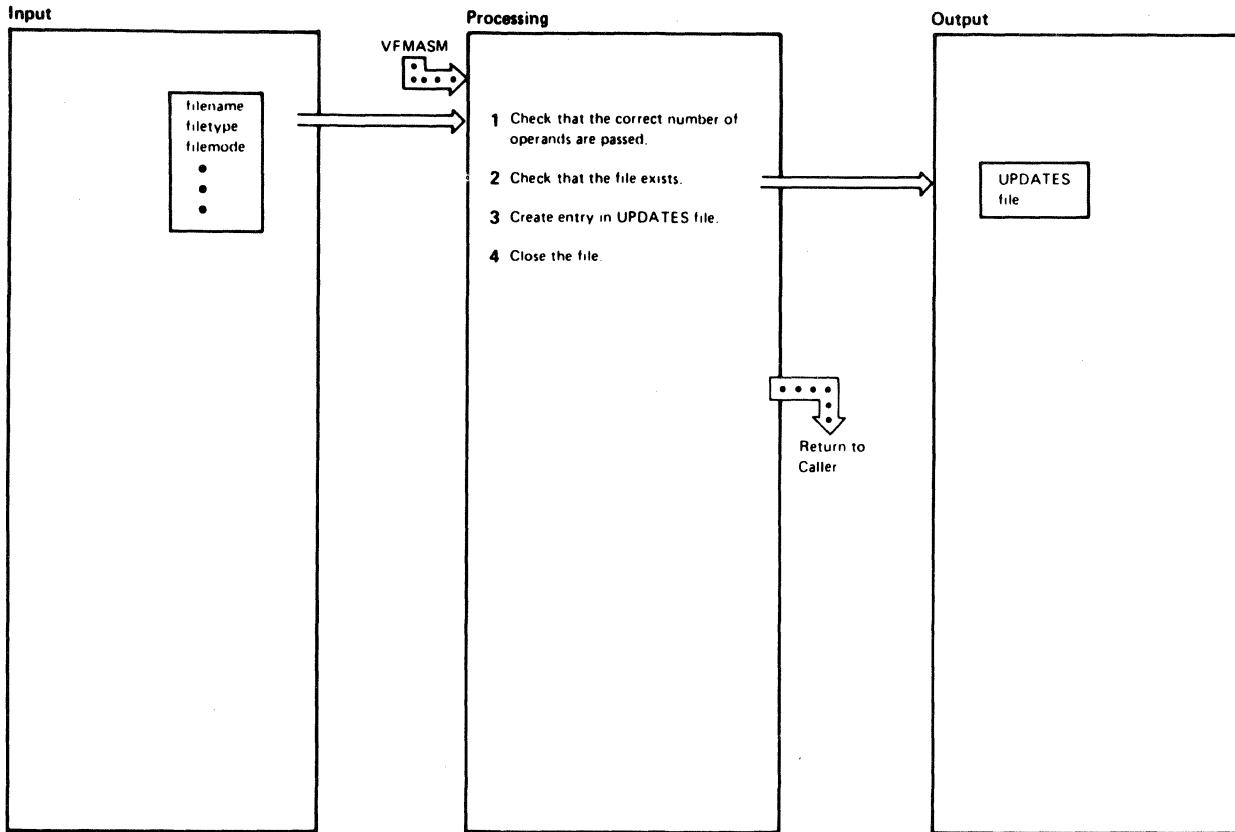 Input
Processing
Output
VFMASM
filename
filetype
filemode
1 Check that the correct number of
operands are passed.
2 Check that the file exists.
3 Create entry in UPDATES file.
4 Close the file.
UPDATES
file
Return to
Caller